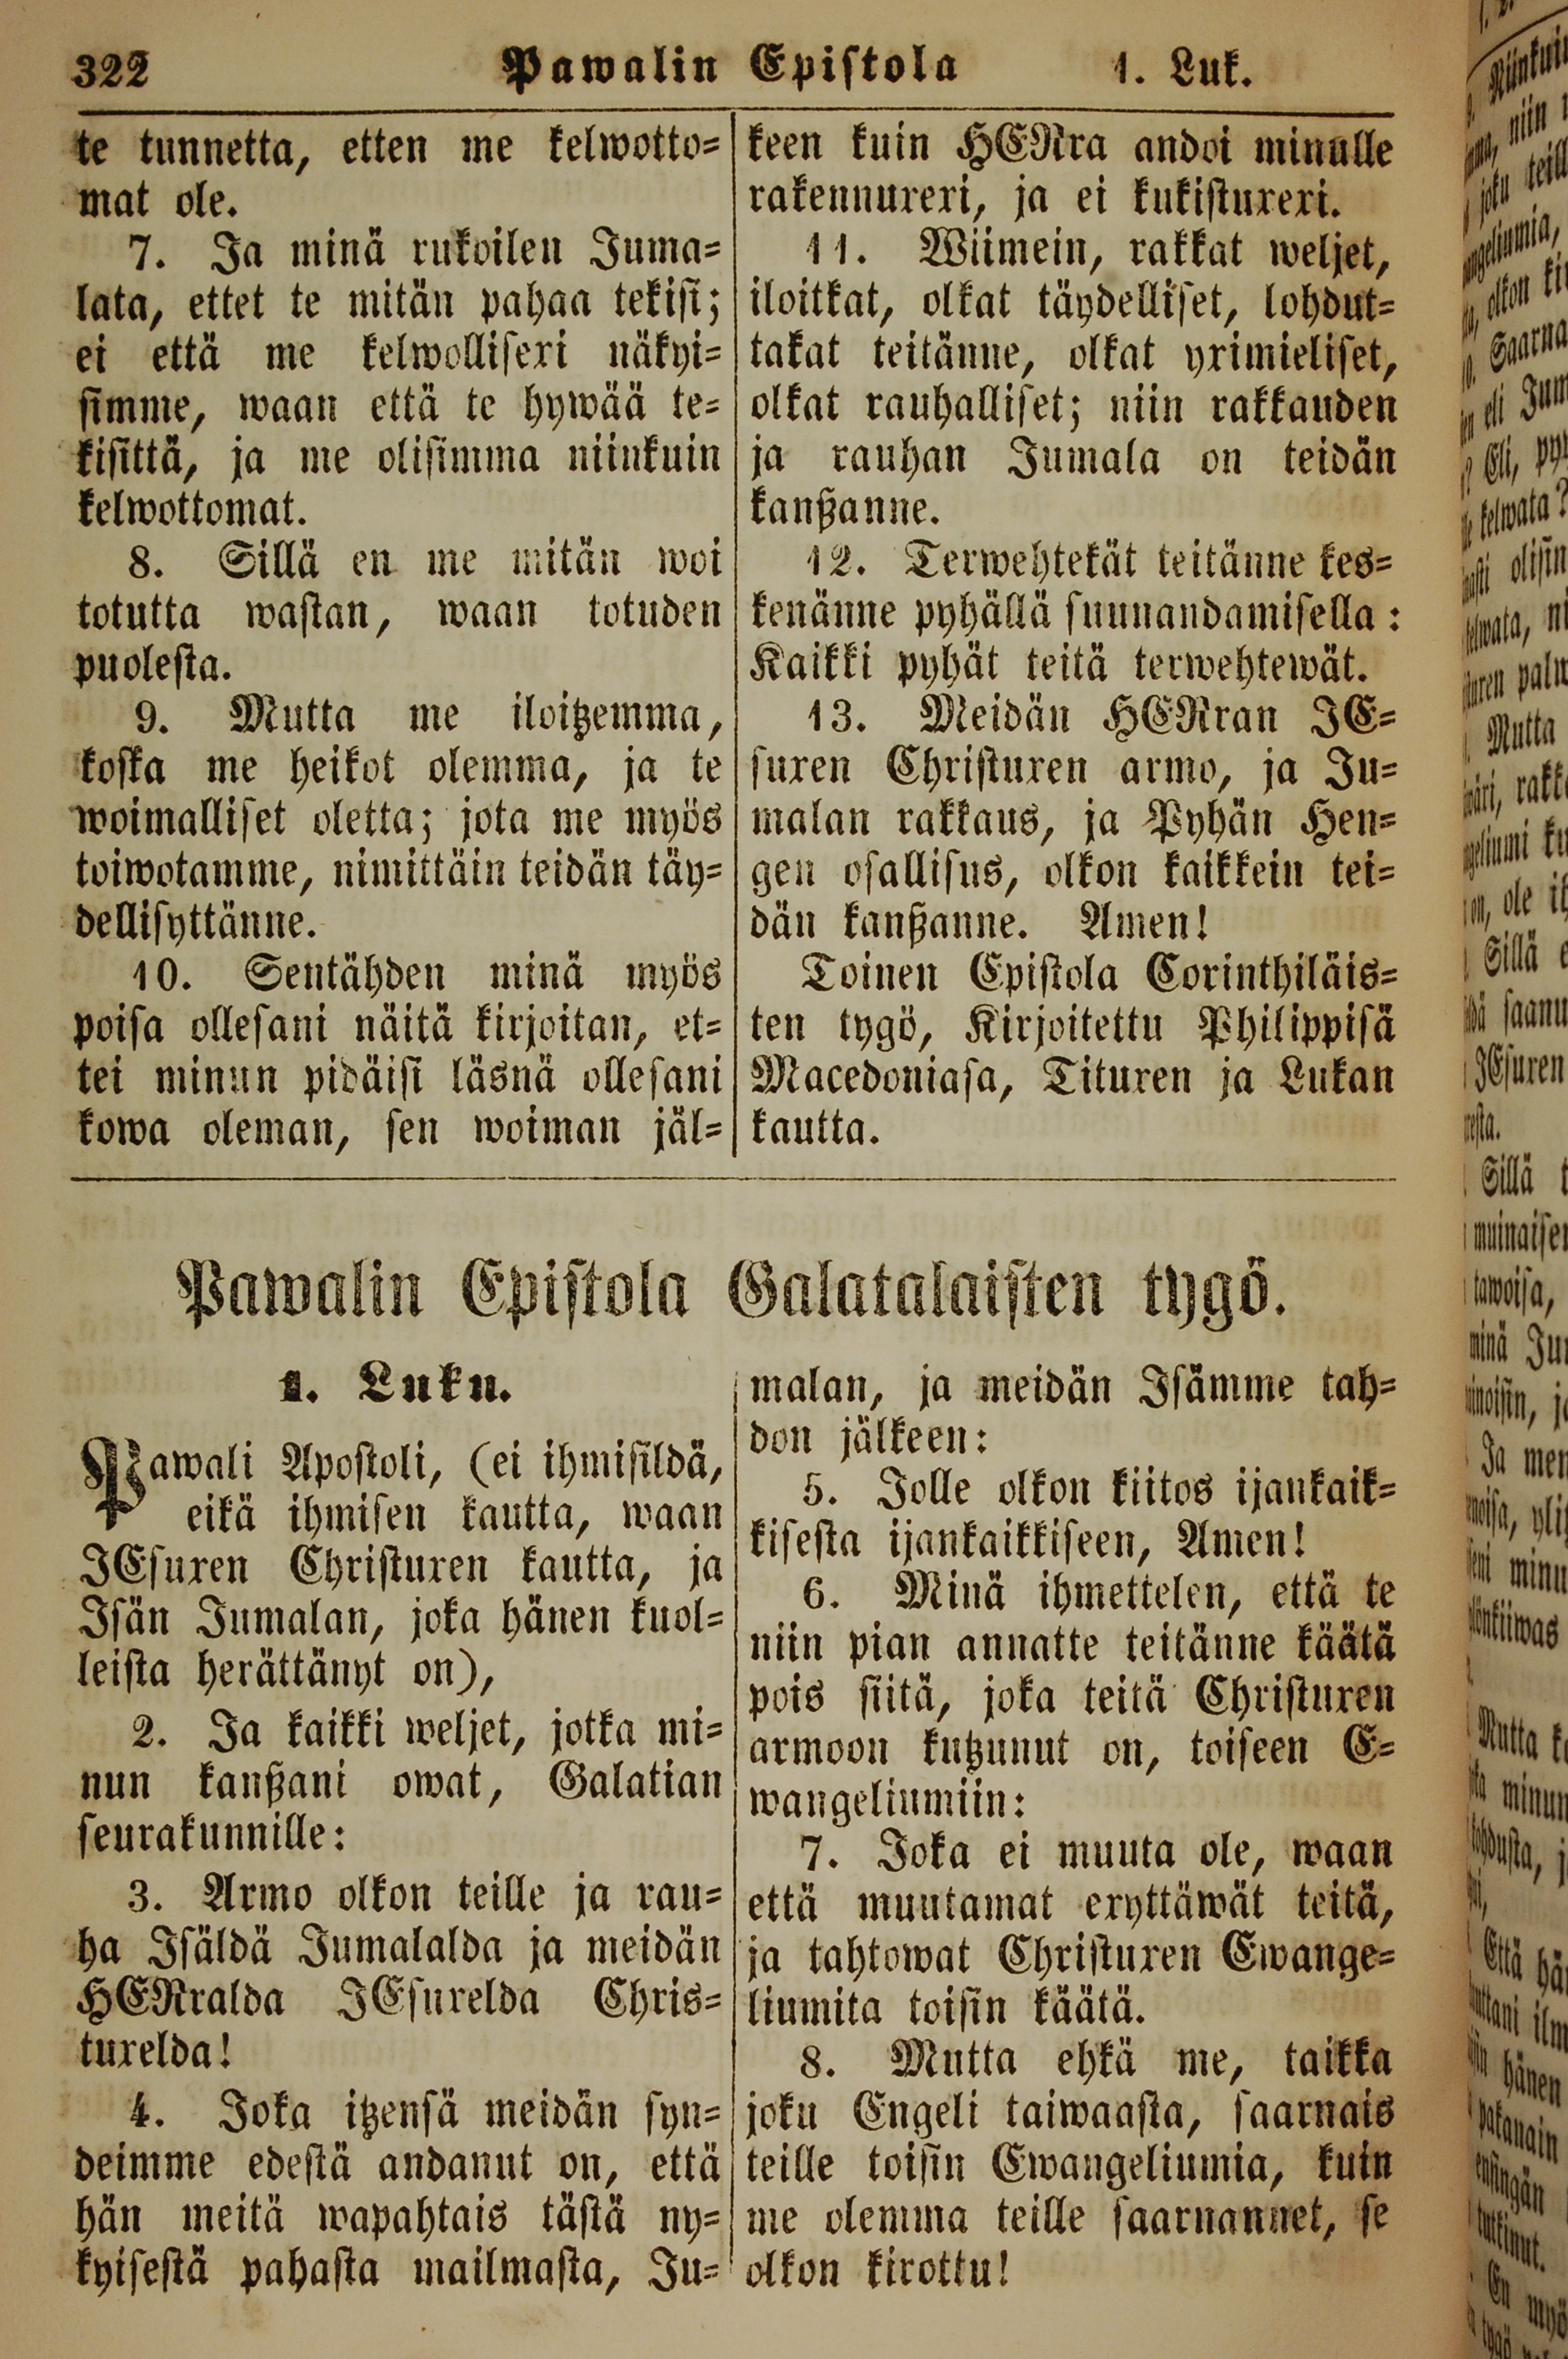 322 Pawalin Epistola 1. Luk.
te tunnetta, etten me kelwotto=
mat ole.
7. Ja minä rukoilen Juma=
lata, ettet te mitän pahaa tekisi;
ei että me kelwollisexi näkyi=
simme, waan että te hywää te=
kisittä, ja me olisimma niinkuin
kelwottomat.
8. Sillä en me mitän woi
totutta wastan, waan totuden
puolesta.
9. Mutta me iloitzemma,
koska me heikot olemma, ja te
woimalliset oletta; jota me myös
toiwotamme, nimittäin teidän täy=
dellisyttänne.
10. Sentähden minä myös
poisa ollesani näitä kirjoitan, et=
tei minun pidäisi läsnä ollesani
kowa oleman, sen woiman jäl=
keen kuin HERra andoi minulle
rakennuxexi, ja ei kukistuxexi.
11. Wiimein, rakkat weljet,
iloitkat, olkat täydelliset, lohdut=
takat teitänne, olkat yximieliset,
olkat rauhalliset; niin rakkauden
ja rauhan Jumala on teidän
kanßanne.
12. Terwehtekät teitänne kes=
kenänne pyhällä suunandamisella:
Kaikki pyhät teitä terwehtewät.
13. Meidän HERran JE=
suxen Christuxen armo, ja Ju=
malan rakkaus, ja Pyhän Hen=
gen osallisus, olkon kaikkein tei=
dän kanßanne. Amen!
Toinen Epistola Corinthiläis=
ten tygö, Kirjoitettu Philippisä
Macedoniasa, Tituxen ja Lukan
kautta.
Pawalin Epistola Galatalaisten tygö.
1. Luku.
Pawali Apostoli, (ei ihmisildä,
eikä ihmisen kautta, waan
JEsuxen Christuxen kautta, ja
Isän Jumalan, joka hänen kuol=
leista herättänyt on),
2. Ja kaikki weljet, jotka mi=
nun kanßani owat, Galatian
seurakunnille:
3. Armo olkon teille ja rau=
ha Isäldä Jumalalda ja meidän
HERralda JEsurelda Chris=
tuxelda!
4. Joka itzensä meidän syn=
deimme edestä andanut on, että
hän meitä wapahtais tästä ny=
kyisestä pahasta mailmasta, Ju=
malan, ja meidän Isämme tah=
don jälkeen:
5. Jolle olkon kiitos ijankaik=
kisesta ijankaikkiseen, Amen!
6. Minä ihmettelen, että te
niin pian annatte teitänne käätä
pois siitä, joka teitä Christuxen
armoon kutzunut on, toiseen E=
wangeliumiin:
7. Joka ei muuta ole, waan
että muutamat exyttäwät teitä,
ja tahtowat Christuxen Ewange=
liumita toisin käätä.
8. Mutta ehkä me, taikka
joku Engeli taiwaasta, saarnais
teille toisin Ewangeliumia, kuin
me olemma teille saarnannet, se
olkon kirottu!